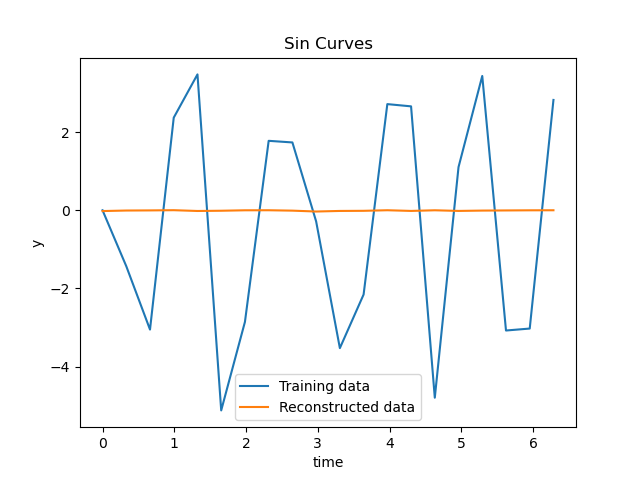 Sin Curves
y
2
0
−2
−4
Training data
Reconstructed data
0 1 2 3 4 5 6
time